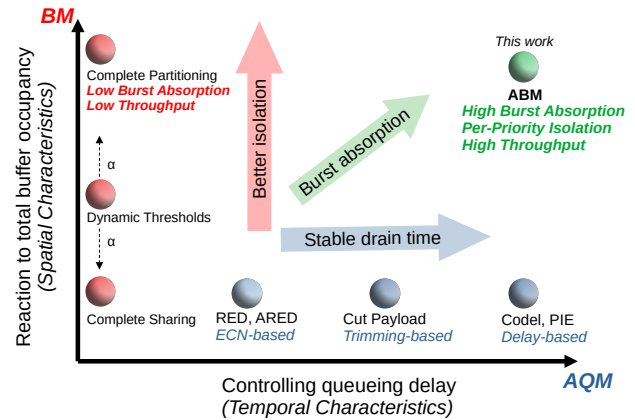 BM
Reaction to total buffer occupancy
(Spatial Characteristics)
Complete Partitioning
Low Burst Absorption
Low Throughput
α
Dynamic Thresholds
α
Complete Sharing
Better isolation
Burst absorption
Stable drain time
This work
ABM
High Burst Absorption
Per-Priority Isolation
High Throughput
RED, ARED
ECN-based
Cut Payload
Trimming-based
Codel, PIE
Delay-based
Controlling queueing delay
(Temporal Characteristics)
AQM